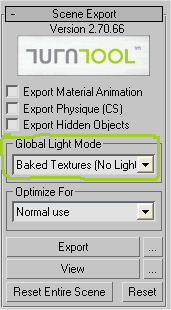 - Scene Export
Version 2.70.66
TURNTOOL
Export Material Animation
Export Physique (CS)
Export Hidden Objects
Global Light Mode
Baked Textures (No Ligh
Optimize For
Normal use
Export ...
View ...
Reset Entire Scene Reset